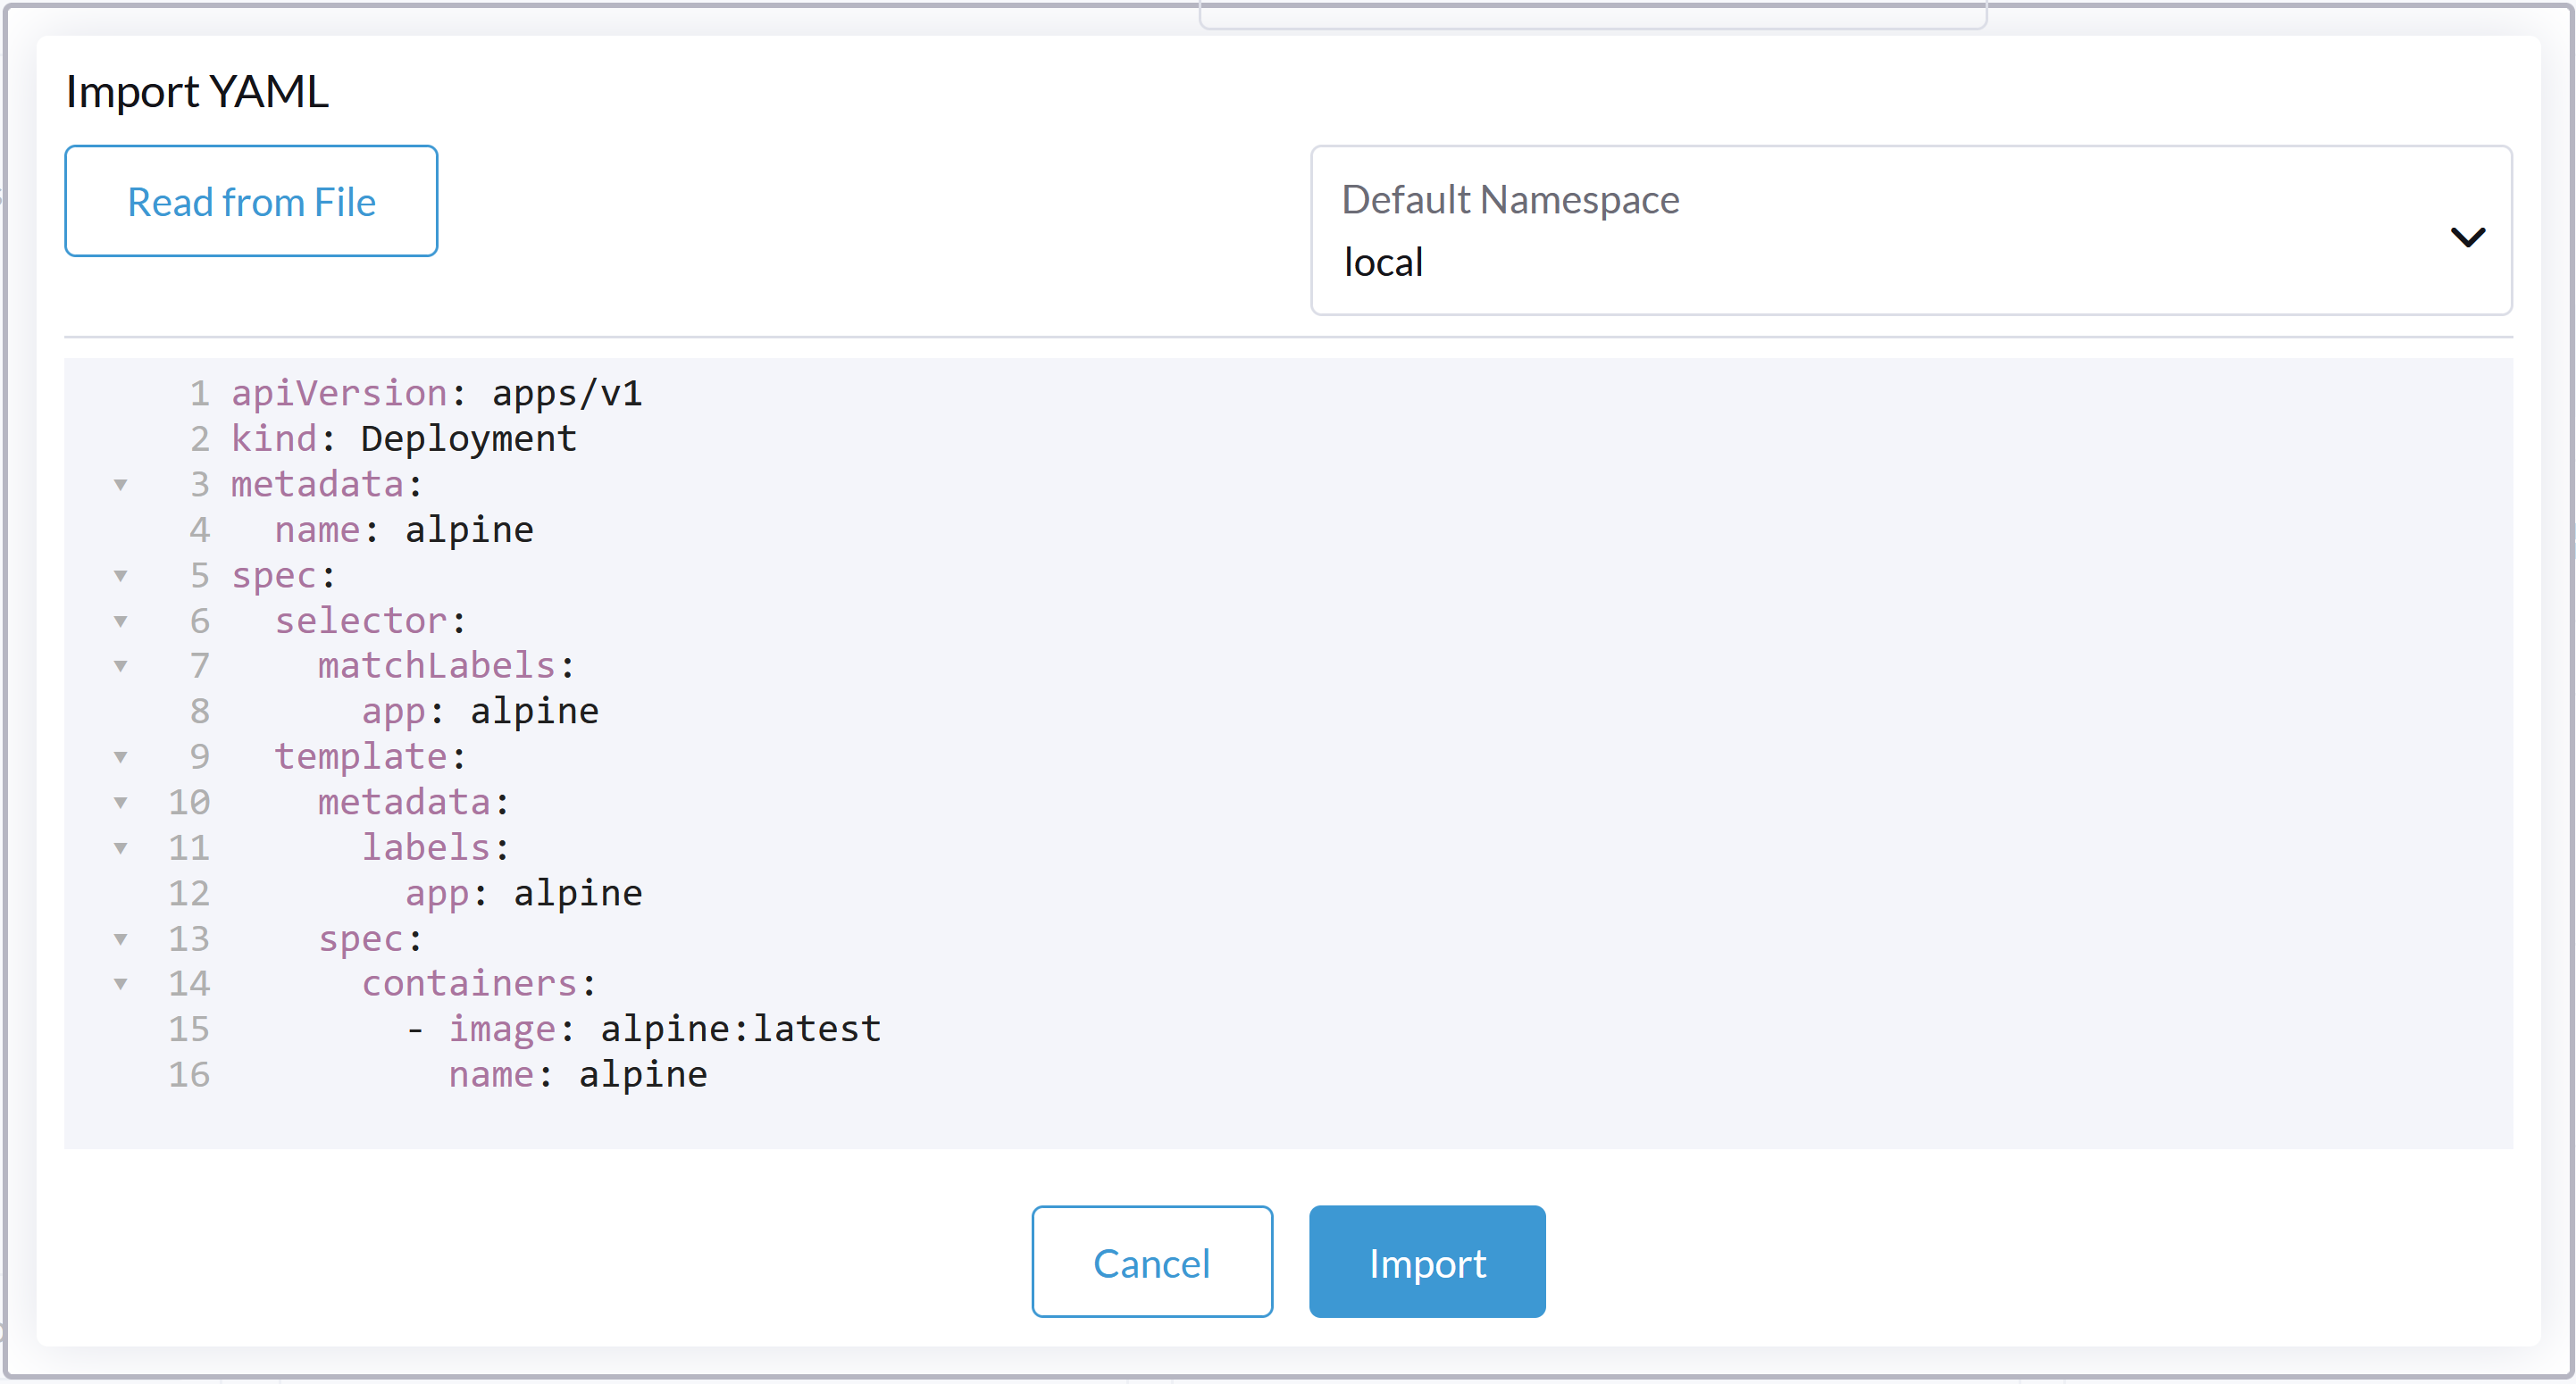 Import YAML
Read from File
Default Namespace
local
1 apiVersion: apps/v1
2 kind: Deployment
3 metadata:
4   name: alpine
5 spec:
6   selector:
7     matchLabels:
8       app: alpine
9   template:
10     metadata:
11       labels:
12         app: alpine
13     spec:
14       containers:
15         - image: alpine:latest
16           name: alpine
Cancel
Import